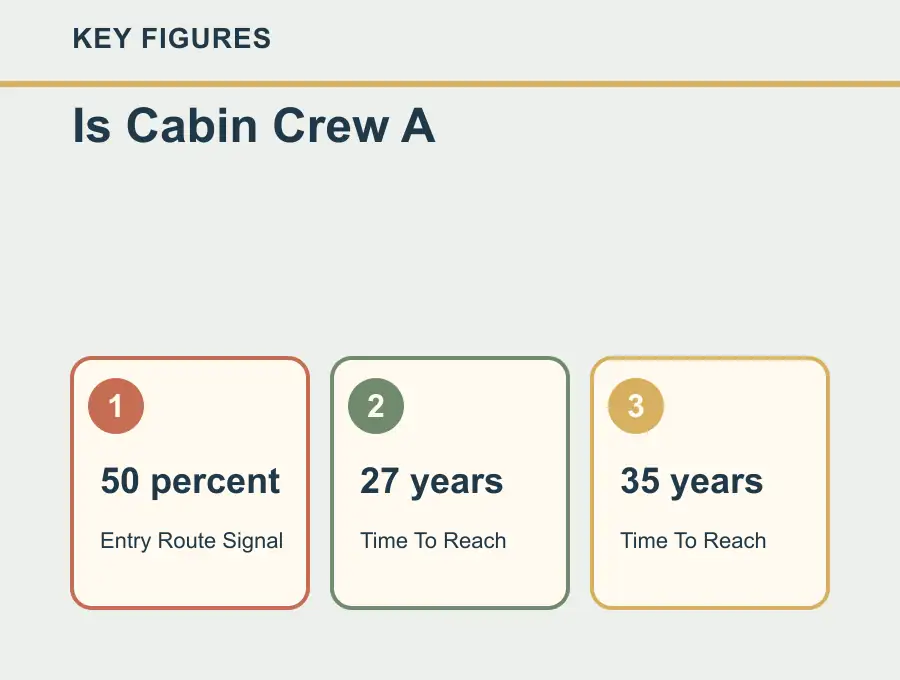 KEY FIGURES
Is Cabin Crew A
1
50 percent
Entry Route Signal
2
27 years
Time To Reach
3
35 years
Time To Reach